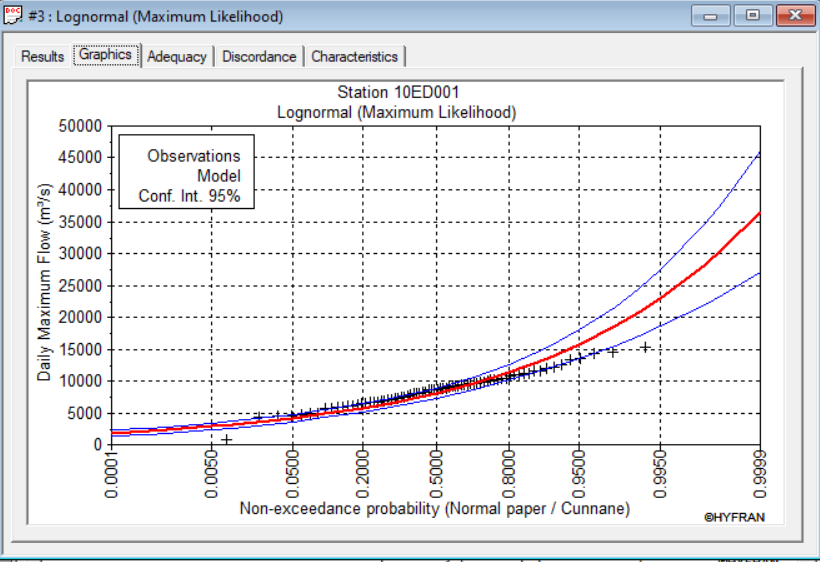 DOC
#3 : Lognormal (Maximum Likelihood)
Results
Graphics
Adequacy
Discordance
Characteristics
Station 10ED001
Lognormal (Maximum Likelihood)
50000
45000
40000
35000
30000
25000
20000
15000
10000
5000
0
Observations
Model
Conf. Int. 95%
Daily Maximum Flow (m³/s)
0.0001
0.0050
0.0500
0.2000
0.5000
0.8000
0.9500
0.9950
0.9999
Non-exceedance probability (Normal paper / Cunnane)
©HYFRAN